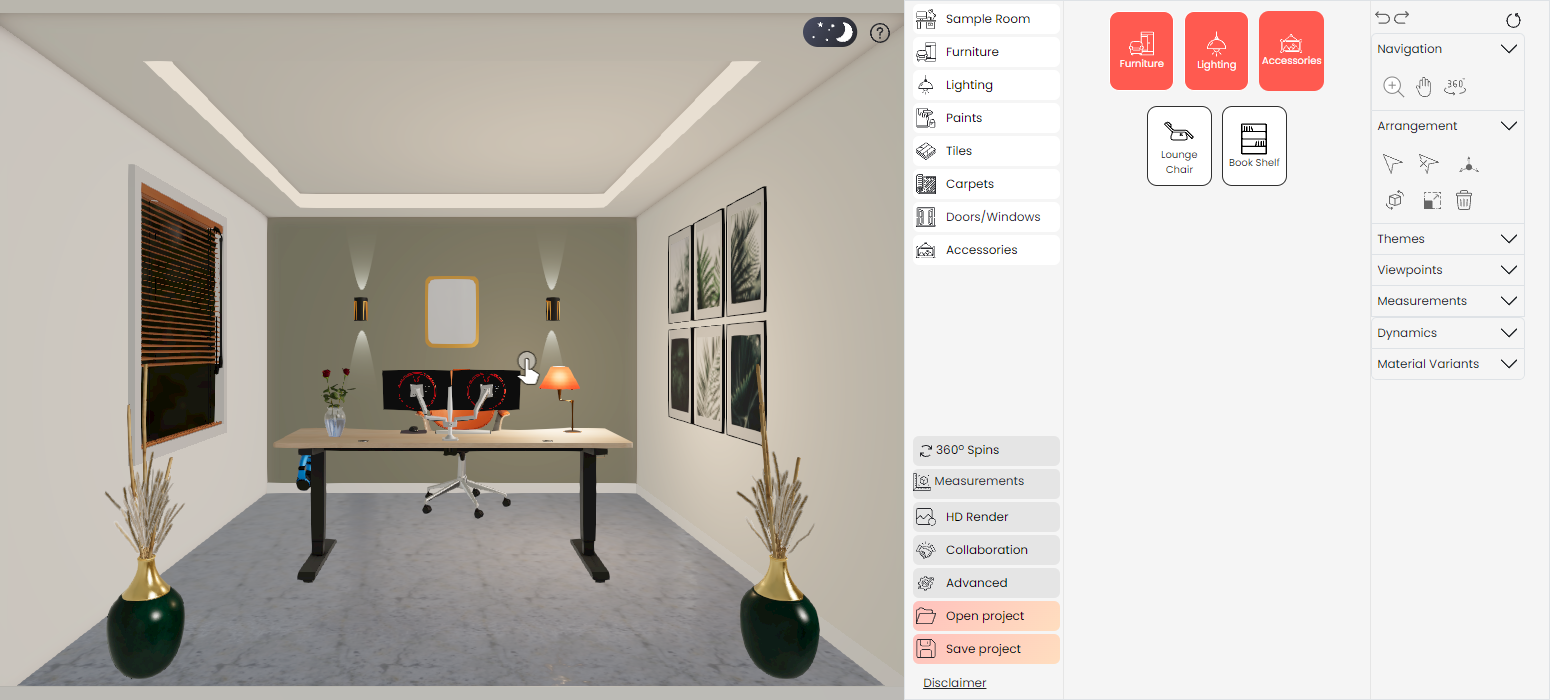 ?
Sample Room
Furniture
Lighting
Paints
Tiles
Carpets
Doors/Windows
Accessories
360º Spins
Measurements
HD Render
Collaboration
Advanced
Open project
Save project
Disclaimer
Furniture
Lighting
Accessories
Lounge
Chair
Book Shelf
Navigation
360°
Arrangement
Themes
Viewpoints
Measurements
Dynamics
Material Variants